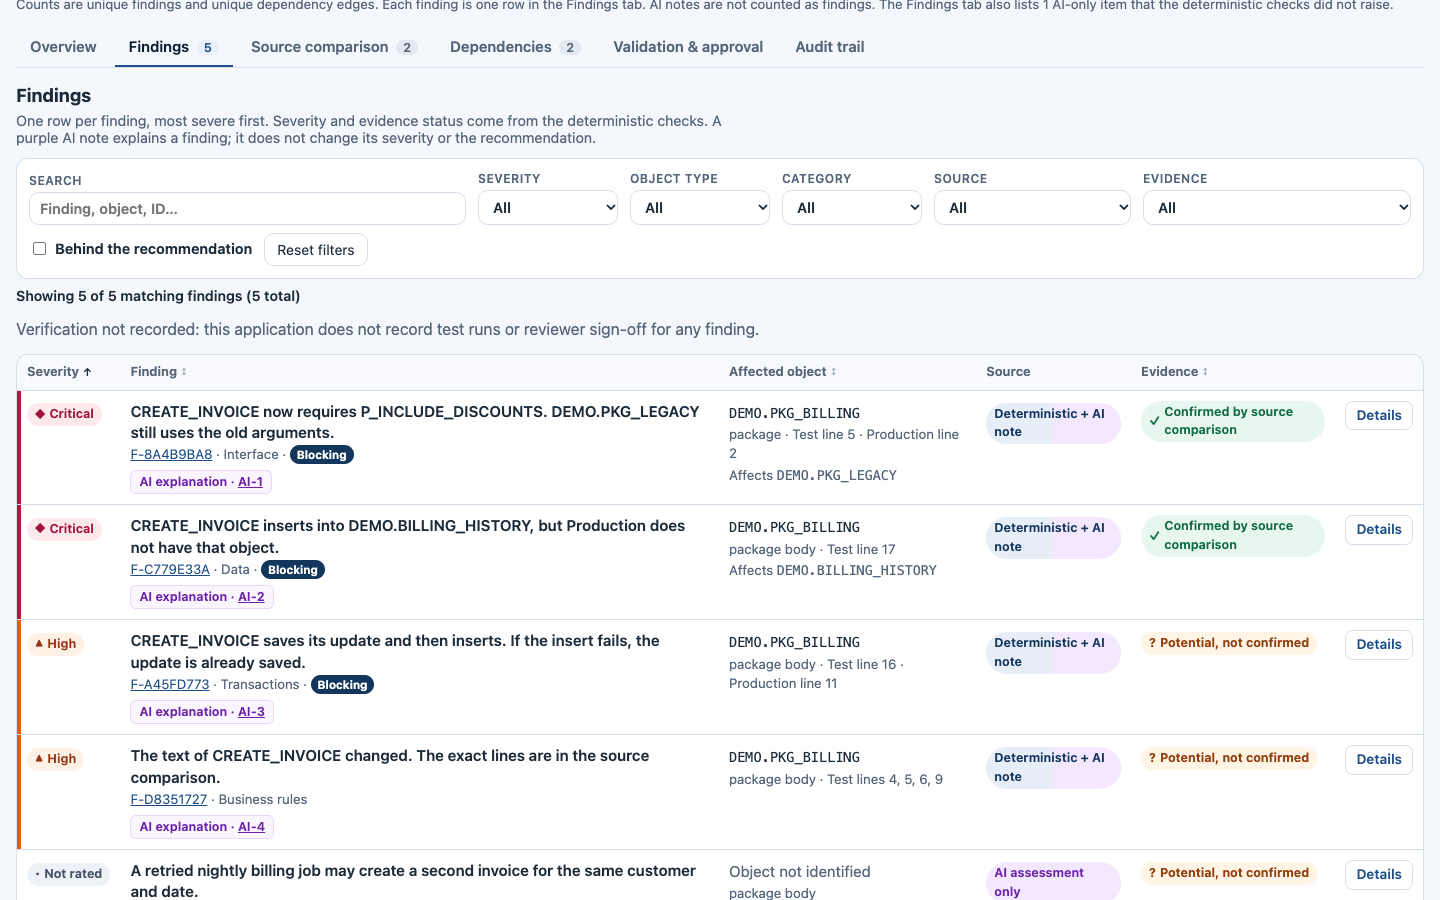 Counts are unique findings and unique dependency edges. Each finding is one row in the Findings tab. AI notes are not counted as findings. The Findings tab also lists 1 AI-only item that the deterministic checks did not raise.
Overview
Findings 5
Source comparison 2
Dependencies 2
Validation & approval
Audit trail
Findings
One row per finding, most severe first. Severity and evidence status come from the deterministic checks. A
purple AI note explains a finding; it does not change its severity or the recommendation.
SEARCH
Finding, object, ID...
SEVERITY
All
OBJECT TYPE
All
CATEGORY
All
SOURCE
All
EVIDENCE
All
Behind the recommendation
Reset filters
Showing 5 of 5 matching findings (5 total)
Verification not recorded: this application does not record test runs or reviewer sign-off for any finding.
Severity ↑
Finding ↕
Affected object ↕
Source
Evidence ↕
◆ Critical
CREATE_INVOICE now requires P_INCLUDE_DISCOUNTS. DEMO.PKG_LEGACY
still uses the old arguments.
F-8A4B9BA8 · Interface · Blocking
AI explanation · AI-1
DEMO.PKG_BILLING
package · Test line 5 · Production line
2
Affects DEMO.PKG_LEGACY
Deterministic + AI
note
✓ Confirmed by source
comparison
Details
◆ Critical
CREATE_INVOICE inserts into DEMO.BILLING_HISTORY, but Production does
not have that object.
F-C779E33A · Data · Blocking
AI explanation · AI-2
DEMO.PKG_BILLING
package body · Test line 17
Affects DEMO.BILLING_HISTORY
Deterministic + AI
note
✓ Confirmed by source
comparison
Details
▲ High
CREATE_INVOICE saves its update and then inserts. If the insert fails, the
update is already saved.
F-A45FD773 · Transactions · Blocking
AI explanation · AI-3
DEMO.PKG_BILLING
package body · Test line 16 ·
Production line 11
Deterministic + AI
note
? Potential, not confirmed
Details
▲ High
The text of CREATE_INVOICE changed. The exact lines are in the source
comparison.
F-D8351727 · Business rules
AI explanation · AI-4
DEMO.PKG_BILLING
package body · Test lines 4, 5, 6, 9
Deterministic + AI
note
? Potential, not confirmed
Details
· Not rated
A retried nightly billing job may create a second invoice for the same customer
and date.
Object not identified
package body
AI assessment
only
? Potential, not confirmed
Details